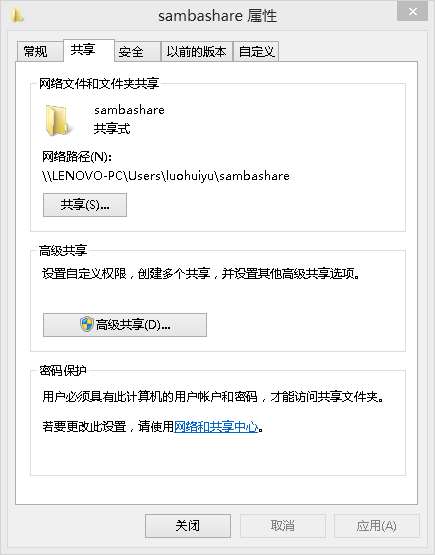 sambashare 属性
常规
共享
安全
以前的版本
自定义
网络文件和文件夹共享
sambashare
共享式
网络路径(N):
\\LENOVO-PC\Users\luohuiyu\sambashare
共享(S)...
高级共享
设置自定义权限，创建多个共享，并设置其他高级共享选项。
高级共享(D)...
密码保护
用户必须具有此计算机的用户帐户和密码，才能访问共享文件夹。
若要更改此设置，请使用网络和共享中心。
关闭
取消
应用(A)